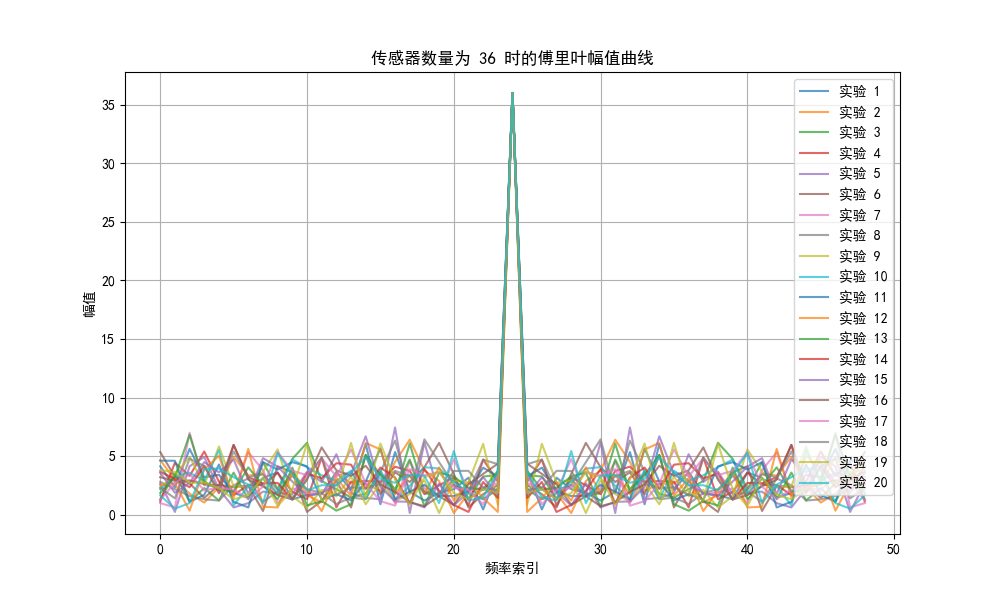 传感器数量为 36 时的傅里叶幅值曲线
幅值
35
30
25
20
15
10
5
0
0
10
20
30
40
50
频率索引
实验 1
实验 2
实验 3
实验 4
实验 5
实验 6
实验 7
实验 8
实验 9
实验 10
实验 11
实验 12
实验 13
实验 14
实验 15
实验 16
实验 17
实验 18
实验 19
实验 20